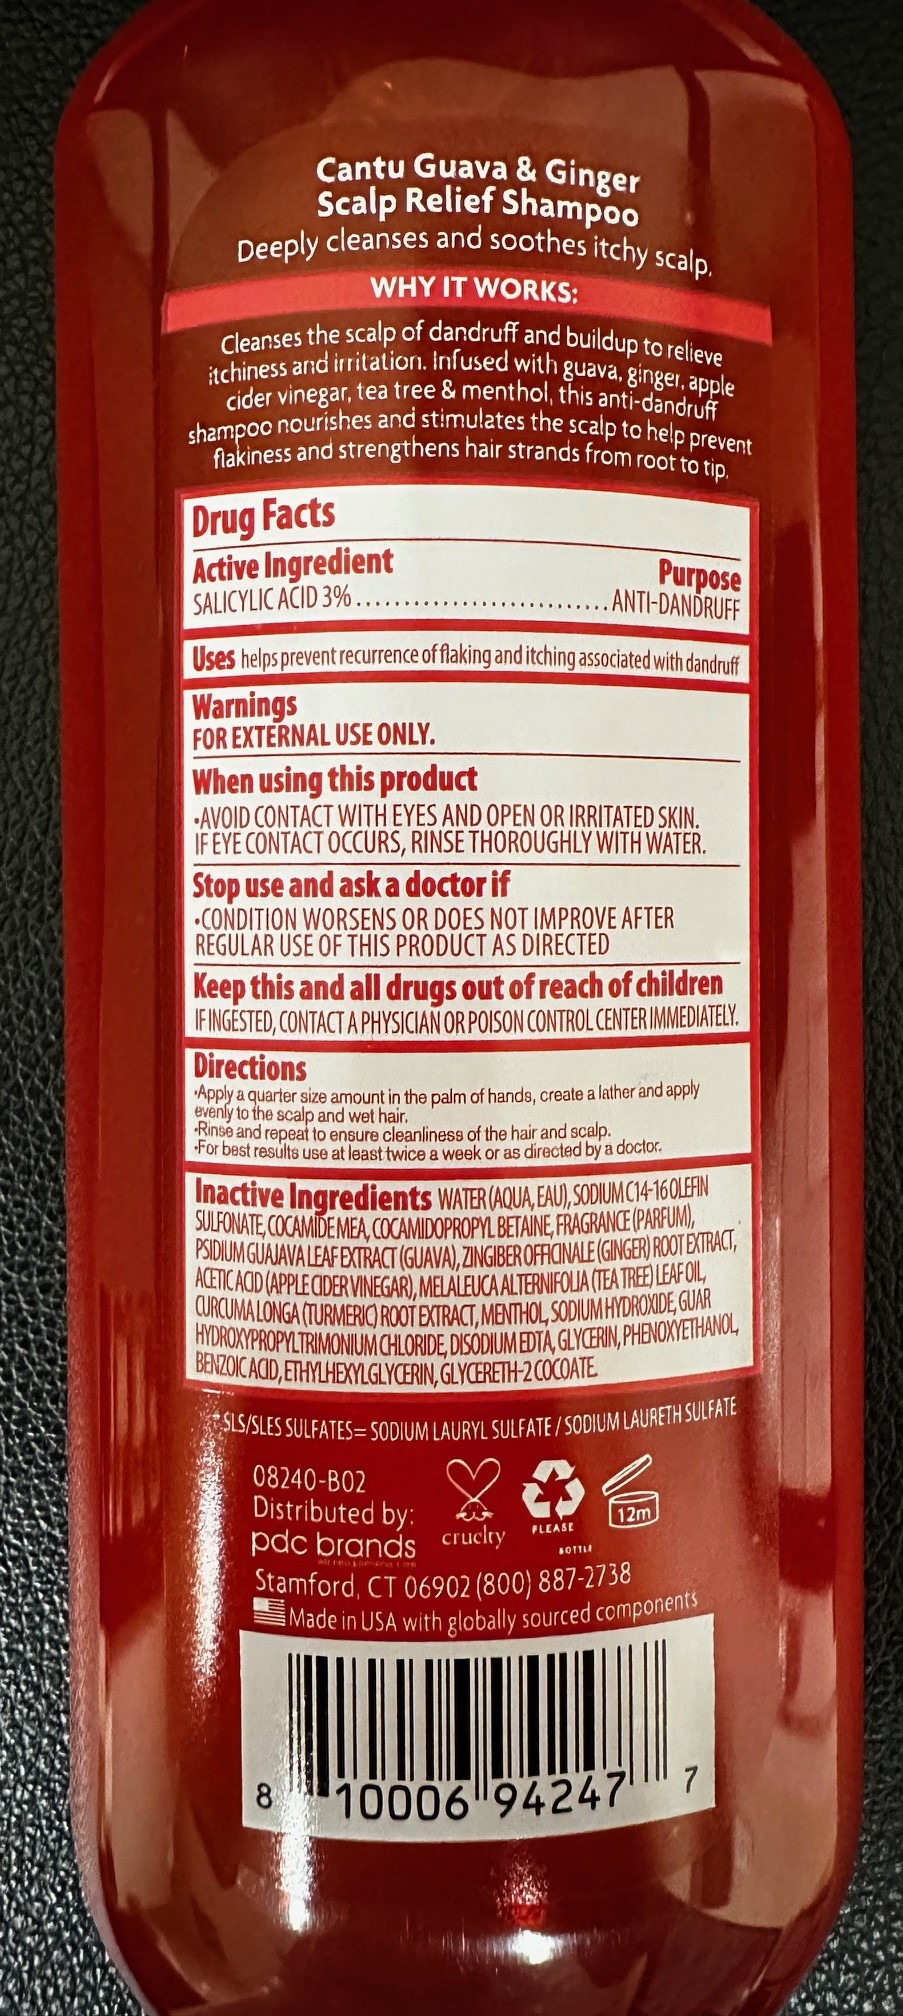 Cantu Guava & Ginger
Scalp Relief Shampoo
Deeply cleanses and soothes itchy scalp.
WHY IT WORKS:
Cleanses the scalp of dandruff and buildup to relieve
itchiness and irritation. Infused with guava, ginger, apple
cider vinegar, tea tree & menthol, this anti-dandruff
shampoo nourishes and stimulates the scalp to help prevent
flakiness and strengthens hair strands from root to tip.
Drug Facts
Active Ingredient Purpose
SALICYLIC ACID 3%............................ANTI-DANDRUFF
Uses helps prevent recurrence of flaking and itching associated with dandruff
Warnings
FOR EXTERNAL USE ONLY.
When using this product
•AVOID CONTACT WITH EYES AND OPEN OR IRRITATED SKIN.
IF EYE CONTACT OCCURS, RINSE THOROUGHLY WITH WATER.
Stop use and ask a doctor if
•CONDITION WORSENS OR DOES NOT IMPROVE AFTER
REGULAR USE OF THIS PRODUCT AS DIRECTED
Keep this and all drugs out of reach of children
IF INGESTED, CONTACT A PHYSICIAN OR POISON CONTROL CENTER IMMEDIATELY.
Directions
•Apply a quarter size amount in the palm of hands, create a lather and apply
evenly to the scalp and wet hair.
•Rinse and repeat to ensure cleanliness of the hair and scalp.
•For best results use at least twice a week or as directed by a doctor.
Inactive Ingredients WATER (AQUA, EAU), SODIUM C14-16 OLEFIN
SULFONATE, COCAMIDE MEA, COCAMIDOPROPYL BETAINE, FRAGRANCE (PARFUM),
PSIDIUM GUAJAVA LEAF EXTRACT (GUAVA), ZINGIBER OFFICINALE (GINGER) ROOT EXTRACT,
ACETIC ACID (APPLE CIDER VINEGAR), MELALEUCA ALTERNIFOLIA (TEA TREE) LEAF OIL,
CURCUMA LONGA (TURMERIC) ROOT EXTRACT, MENTHOL, SODIUM HYDROXIDE, GUAR
HYDROXYPROPYLTRIMONIUM CHLORIDE, DISODIUM EDTA, GLYCERIN, PHENOXYETHANOL,
BENZOIC ACID, ETHYLHEXYLGLYCERIN, GLYCERETH-2 COCOATE.
*SLS/SLES SULFATES= SODIUM LAURYL SULFATE / SODIUM LAURETH SULFATE
08240-B02
Distributed by:
pdc brands
cruelty
PLEASE
BOTTLE
12m
Stamford, CT 06902 (800) 887-2738
Made in USA with globally sourced components
8 10006 94247 7